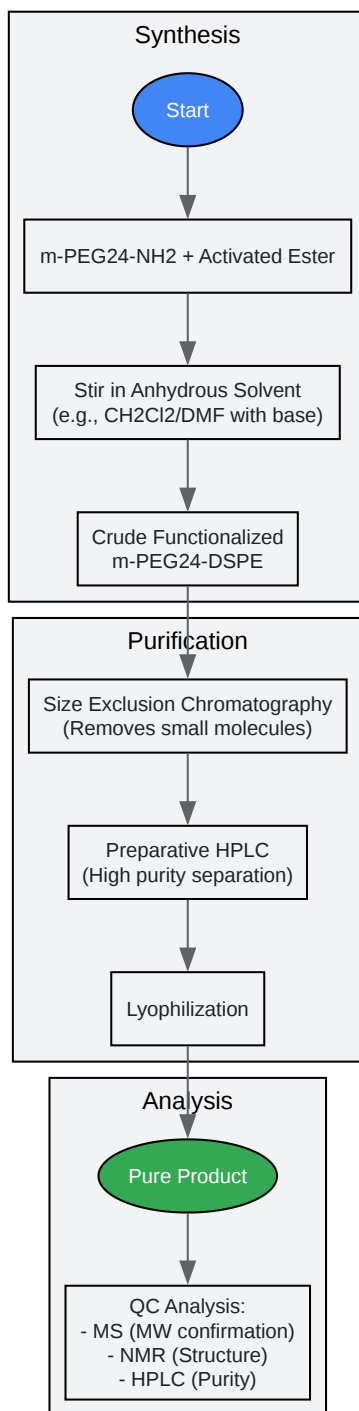 Synthesis
Start
m-PEG24-NH2 + Activated Ester
Stir in Anhydrous Solvent
(e.g., CH2Cl2/DMF with base)
Crude Functionalized
m-PEG24-DSPE
Purification
Size Exclusion Chromatography
(Removes small molecules)
Preparative HPLC
(High purity separation)
Lyophilization
Analysis
Pure Product
QC Analysis:
- MS (MW confirmation)
- NMR (Structure)
- HPLC (Purity)